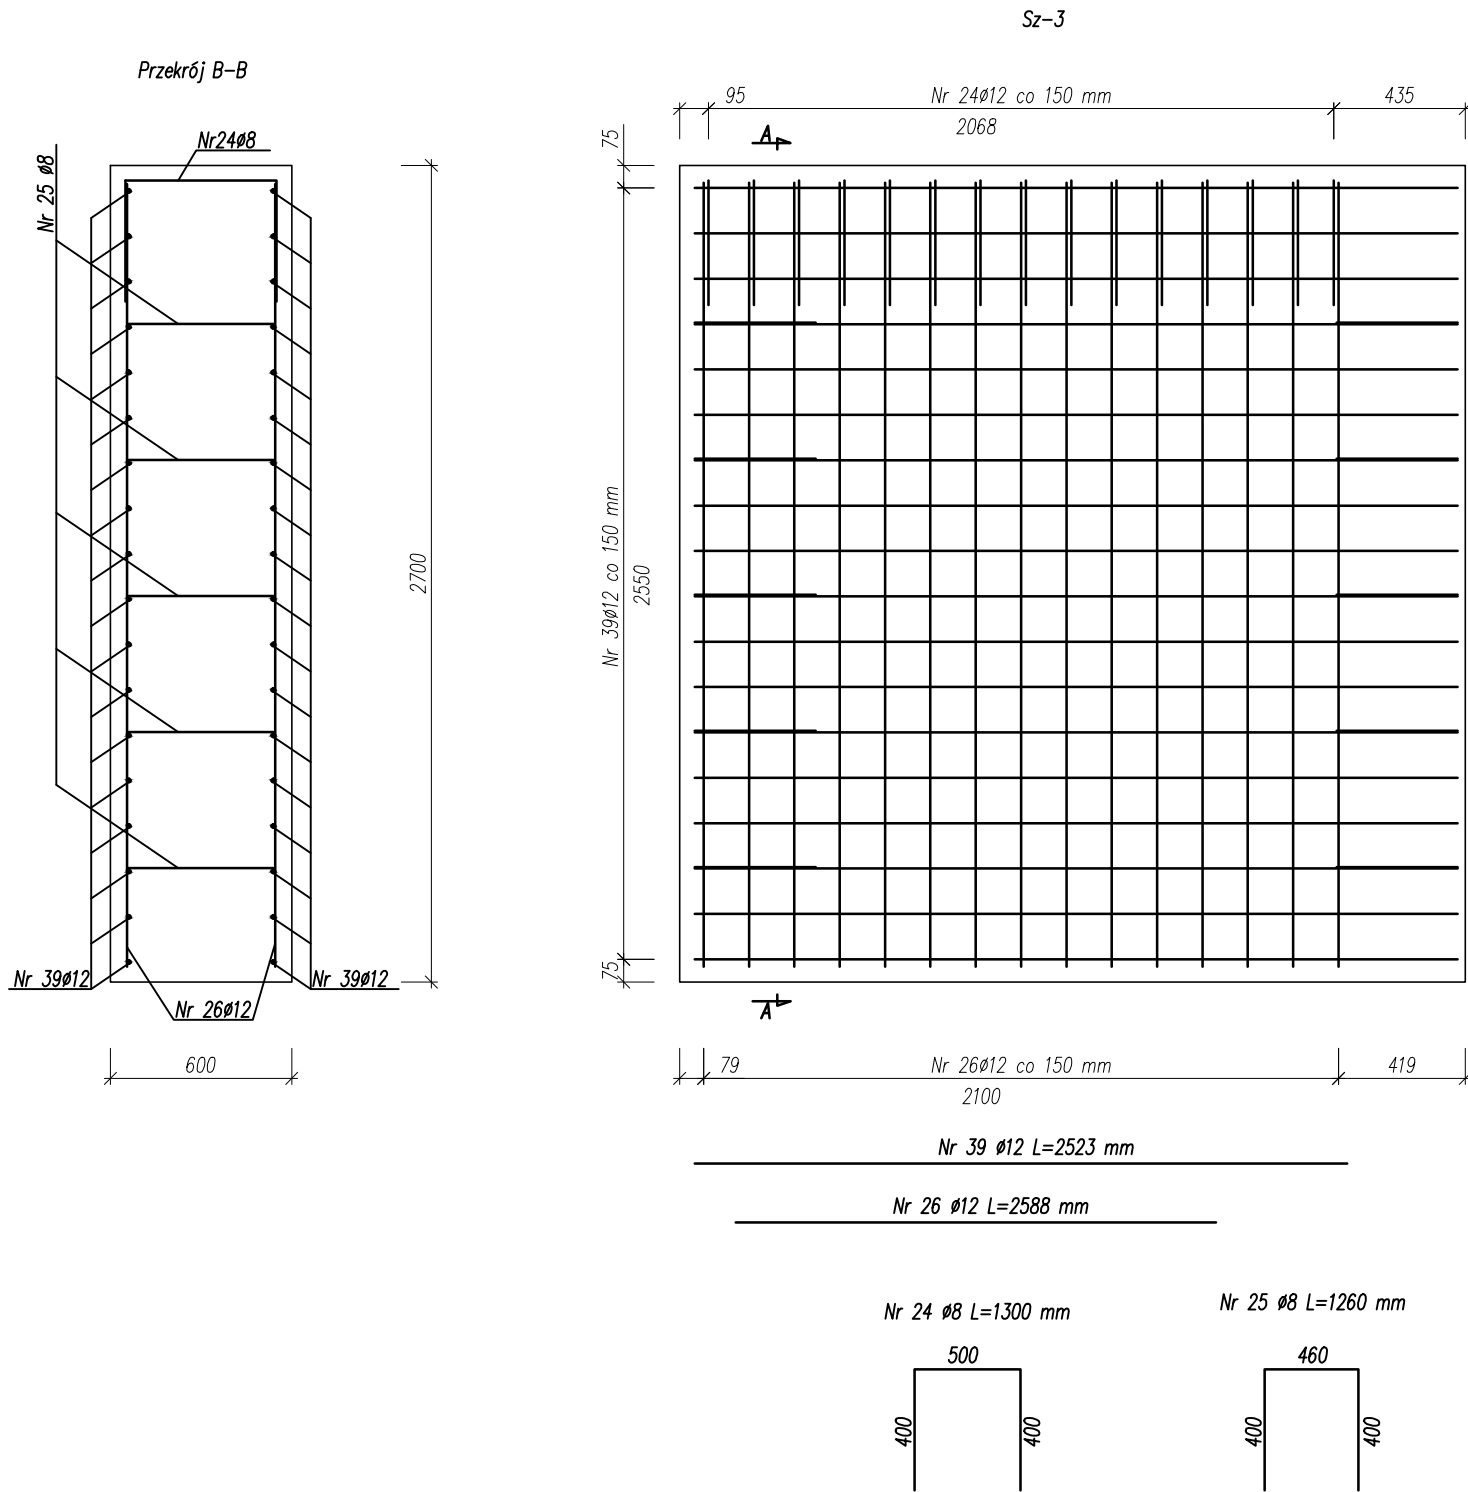 Sz-3
Przekrój B-B
95
Nr 24ø12 co 150 mm
435
2068
75
A
Nr24ø8
Nr 25 ø8
2700
Nr 39ø12 co 150 mm
2550
75
Nr 39ø12
Nr 39ø12
Nr 26ø12
A
600
79
Nr 26ø12 co 150 mm
419
2100
Nr 39 ø12 L=2523 mm
Nr 26 ø12 L=2588 mm
Nr 24 ø8 L=1300 mm
Nr 25 ø8 L=1260 mm
500
460
400
400
400
400